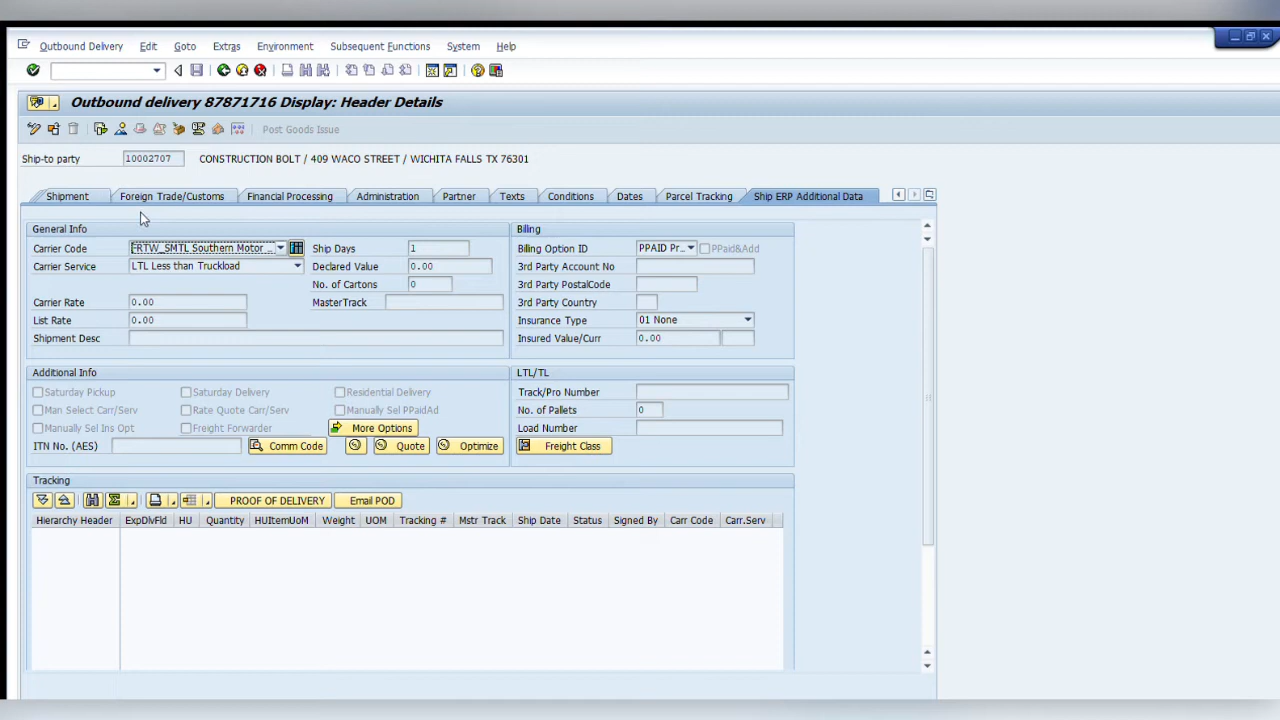 Outbound Delivery Edit Goto Extras Environment Subsequent Functions System Help
Outbound delivery 87871716 Display: Header Details
Post Goods Issue
Ship-to party 10002707 CONSTRUCTION BOLT / 409 WACO STREET / WICHITA FALLS TX 76301
Shipment Foreign Trade/Customs Financial Processing Administration Partner Texts Conditions Dates Parcel Tracking Ship ERP Additional Data
General Info
Carrier Code FRTW_SMTL Southern Motor ... Ship Days 1
Carrier Service LTL Less than Truckload Declared Value 0.00
No. of Cartons 0
Carrier Rate 0.00 MasterTrack
List Rate 0.00
Shipment Desc
Billing
Billing Option ID PPAID Pr... PPaid&Add
3rd Party Account No
3rd Party PostalCode
3rd Party Country
Insurance Type 01 None
Insured Value/Curr 0.00
Additional Info
Saturday Pickup Saturday Delivery Residential Delivery
Man Select Carr/Serv Rate Quote Carr/Serv Manually Sel PPaidAd
Manually Sel Ins Opt Freight Forwarder More Options
ITN No. (AES) Comm Code Quote Optimize
LTL/TL
Track/Pro Number
No. of Pallets 0
Load Number
Freight Class
Tracking
PROOF OF DELIVERY Email POD
Hierarchy Header ExpDlvFld HU Quantity HUItemUoM Weight UOM Tracking # Mstr Track Ship Date Status Signed By Carr Code Carr.Serv